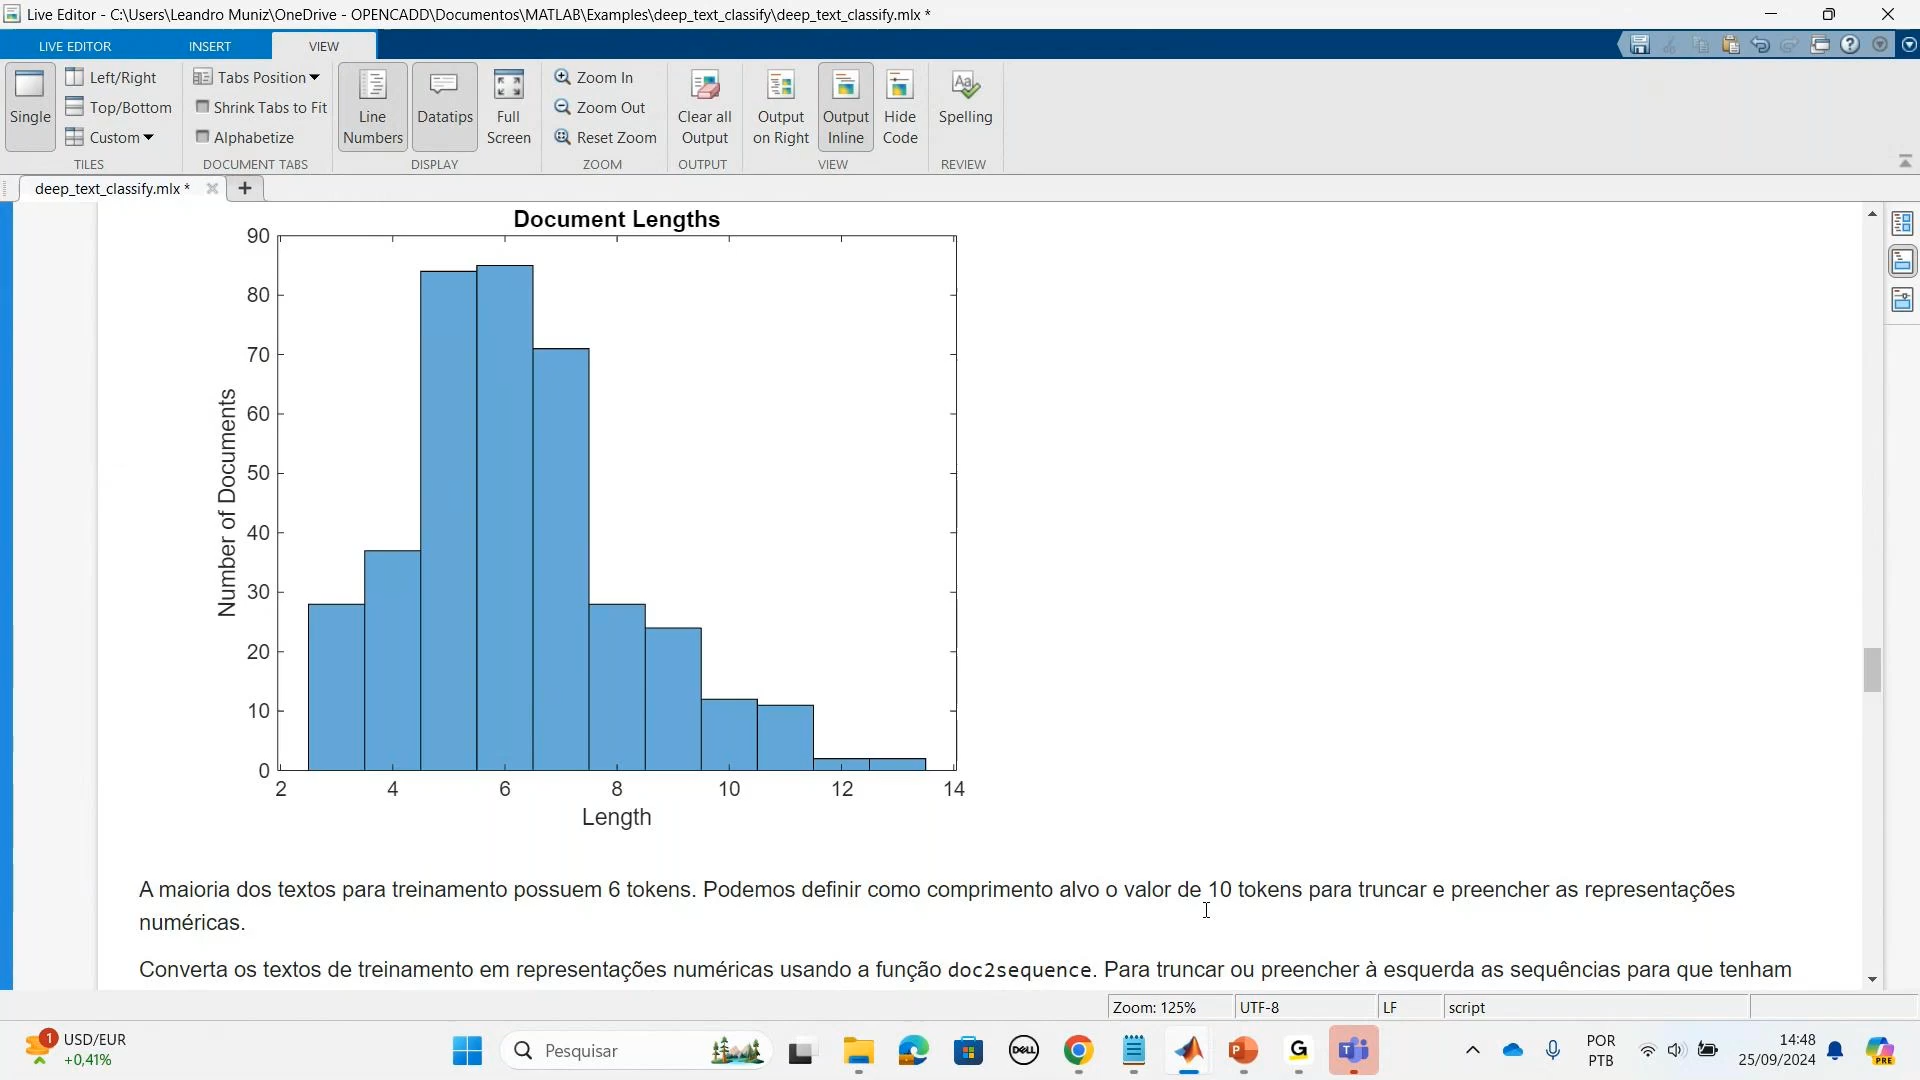 Live Editor - C:\Users\Leandro Muniz\OneDrive - OPENCADD\Documentos\MATLAB\Examples\deep_text_classify\deep_text_classify.mlx *
LIVE EDITOR INSERT VIEW
Single
Left/Right
Top/Bottom
Custom
TILES
Tabs Position
Shrink Tabs to Fit
Alphabetize
DOCUMENT TABS
Line
Numbers
Datatips
Full
Screen
DISPLAY
Zoom In
Zoom Out
Reset Zoom
ZOOM
Clear all
Output
OUTPUT
Output
on Right
Output
Inline
Hide
Code
VIEW
Spelling
REVIEW
deep_text_classify.mlx *
Document Lengths
90
80
70
60
50
40
30
20
10
0
Number of Documents
2 4 6 8 10 12 14
Length
A maioria dos textos para treinamento possuem 6 tokens. Podemos definir como comprimento alvo o valor de 10 tokens para truncar e preencher as representações
numéricas.
Converta os textos de treinamento em representações numéricas usando a função doc2sequence. Para truncar ou preencher à esquerda as sequências para que tenham
Zoom: 125% UTF-8 LF script
1
USD/EUR
+0,41%
Pesquisar
DELL
POR
PTB
14:48
25/09/2024
PRE